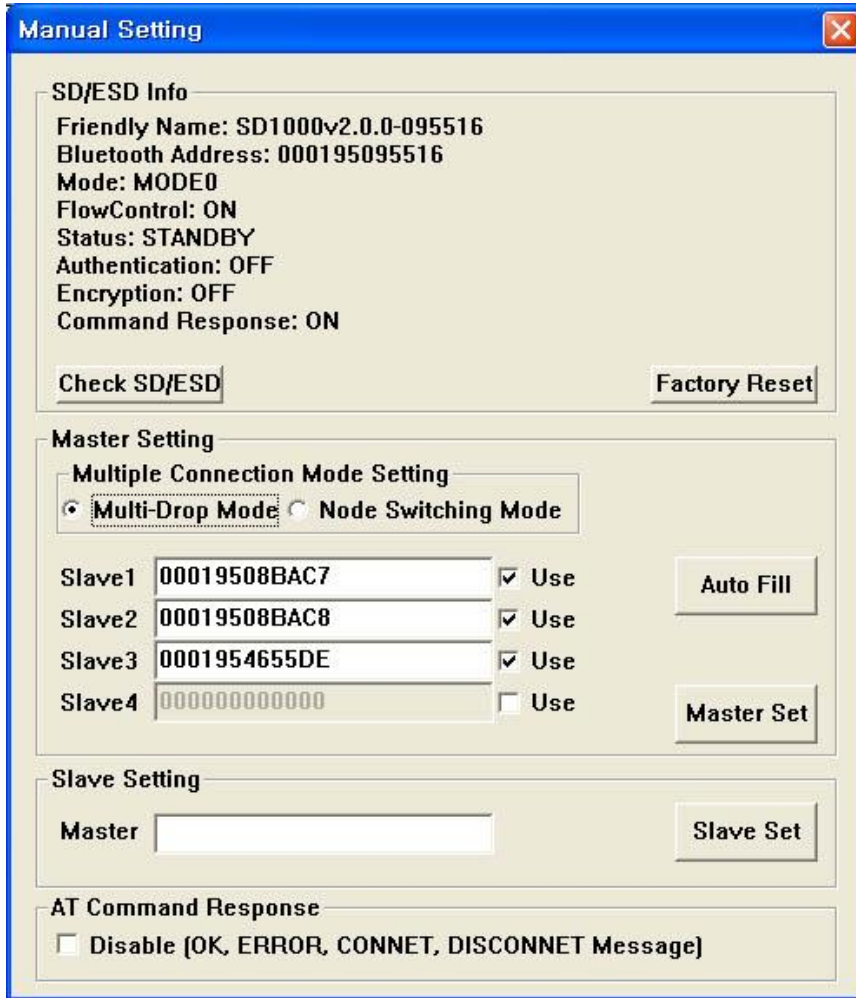 Manual Setting
SD/ESD Info
Friendly Name: SD1000v2.0.0-095516
Bluetooth Address: 000195095516
Mode: MODE0
FlowControl: ON
Status: STANDBY
Authentication: OFF
Encryption: OFF
Command Response: ON
Check SD/ESD Factory Reset
Master Setting
Multiple Connection Mode Setting
Multi-Drop Mode Node Switching Mode
Slave1 00019508BAC7 Use Auto Fill
Slave2 00019508BAC8 Use
Slave3 0001954655DE Use
Slave4 000000000000 Use Master Set
Slave Setting
Master Slave Set
AT Command Response
Disable (OK, ERROR, CONNET, DISCONNET Message)